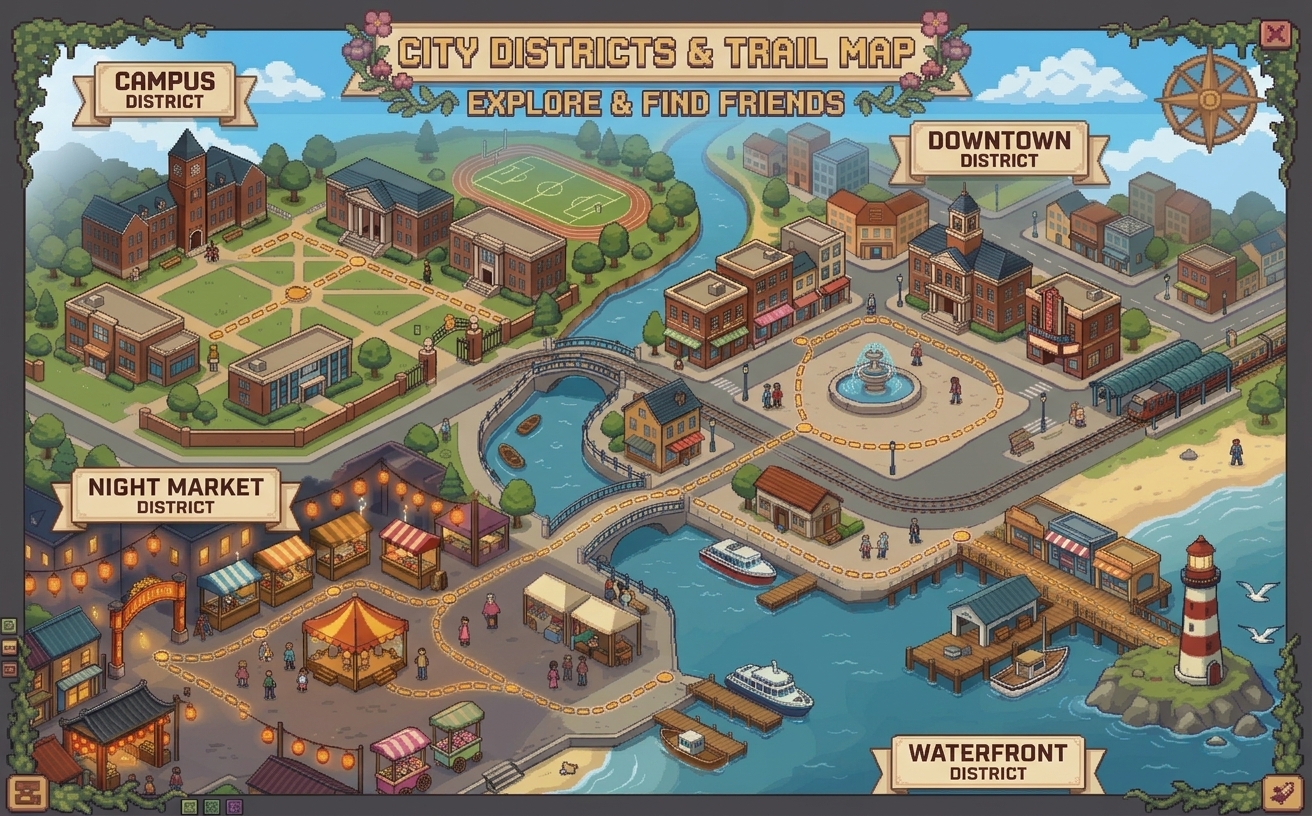 CITY DISTRICTS & TRAIL MAP
EXPLORE & FIND FRIENDS
CAMPUS
DISTRICT
DOWNTOWN
DISTRICT
NIGHT MARKET
DISTRICT
WATERFRONT
DISTRICT